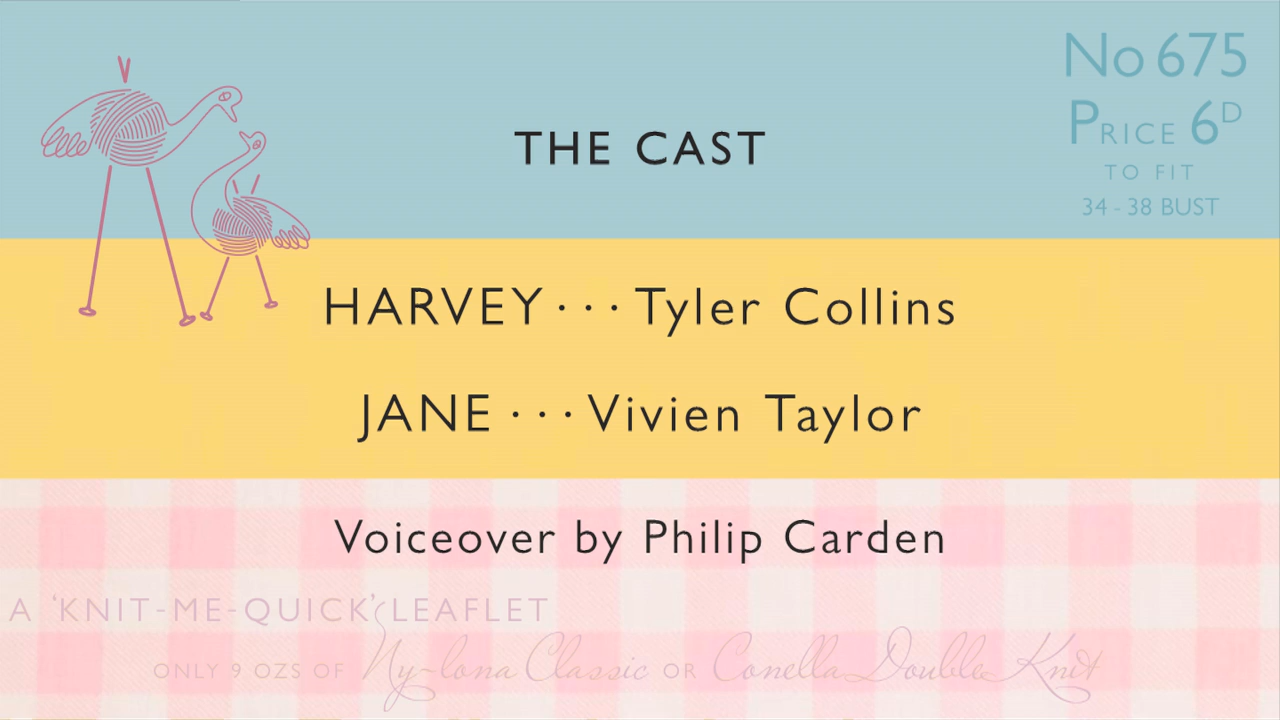 No 675
PRICE 6D
TO FIT
34 - 38 BUST
THE CAST
HARVEY · · · Tyler Collins
JANE · · · Vivien Taylor
Voiceover by Philip Carden
A ‘KNIT-ME-QUICK’ LEAFLET
ONLY 9 OZS OF Ny-lona Classic OR Conella Double Knit